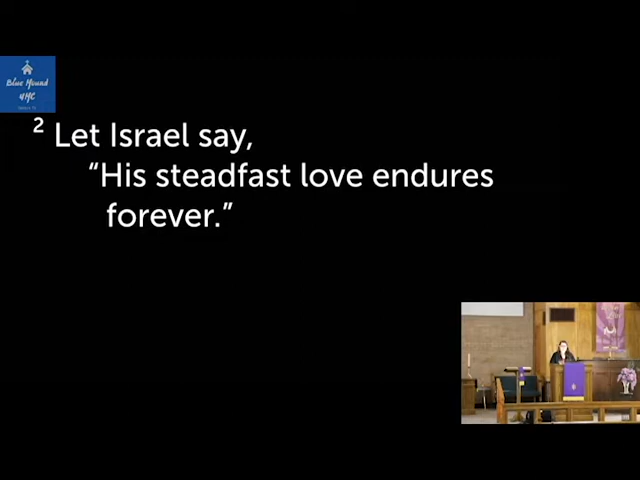 Blue Mound
UMC
2 Let Israel say,
“His steadfast love endures
forever.”